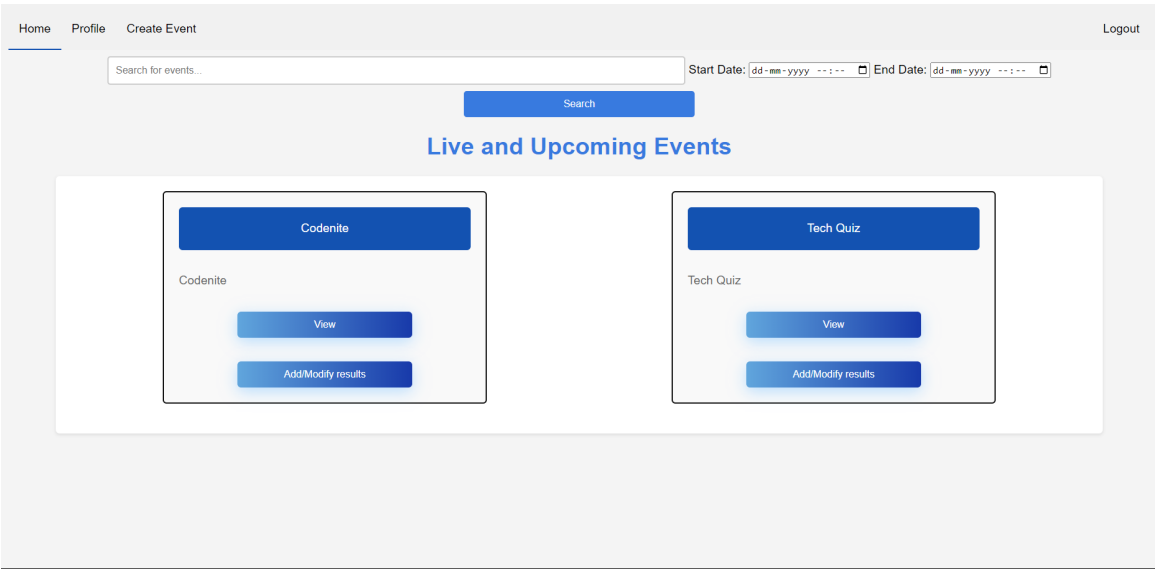 Home Profile Create Event Logout
Search for events... Start Date: dd-mm-yyyy --:-- End Date: dd-mm-yyyy --:--
Search
Live and Upcoming Events
Codenite Tech Quiz
Codenite Tech Quiz
View View
Add/Modify results Add/Modify results